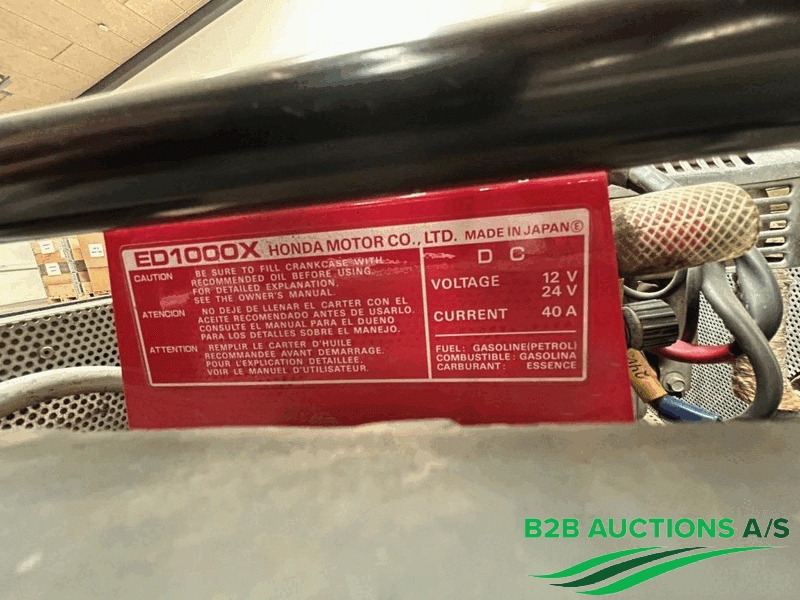 ED1000X HONDA MOTOR CO., LTD. MADE IN JAPAN Ⓔ
CAUTION BE SURE TO FILL CRANKCASE WITH
RECOMMENDED OIL BEFORE USING.
FOR DETAILED EXPLANATION,
SEE THE OWNER'S MANUAL.
ATENCION NO DEJE DE LLENAR EL CARTER CON EL
ACEITE RECOMENDADO ANTES DE USARLO.
CONSULTE EL MANUAL PARA EL DUENO
PARA LOS DETALLES SOBRE EL MANEJO.
ATTENTION REMPLIR LE CARTER D'HUILE
RECOMMANDEE AVANT DEMARRAGE.
POUR L'EXPLICATION DETAILLEE,
VOIR LE MANUEL D'UTILISATEUR.
DC
VOLTAGE 12 V
24 V
CURRENT 40 A
FUEL: GASOLINE(PETROL)
COMBUSTIBLE: GASOLINA
CARBURANT: ESSENCE
B2B AUCTIONS A/S